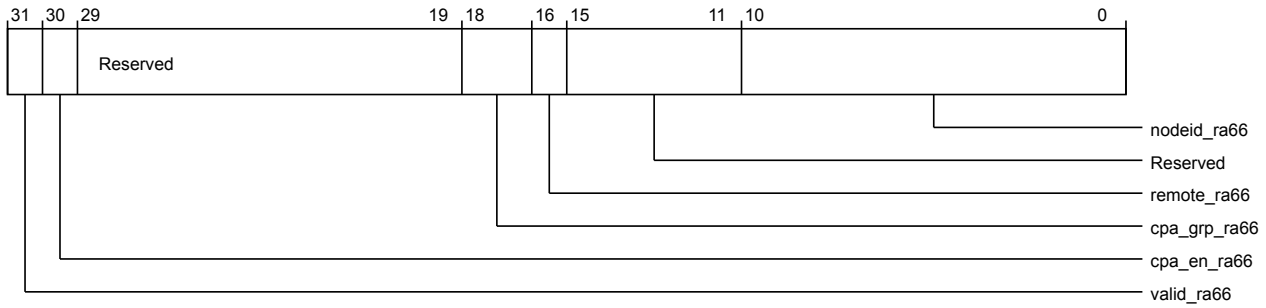 31 30 29 19 18 16 15 11 10 0
Reserved
nodeid_ra66
Reserved
remote_ra66
cpa_grp_ra66
cpa_en_ra66
valid_ra66